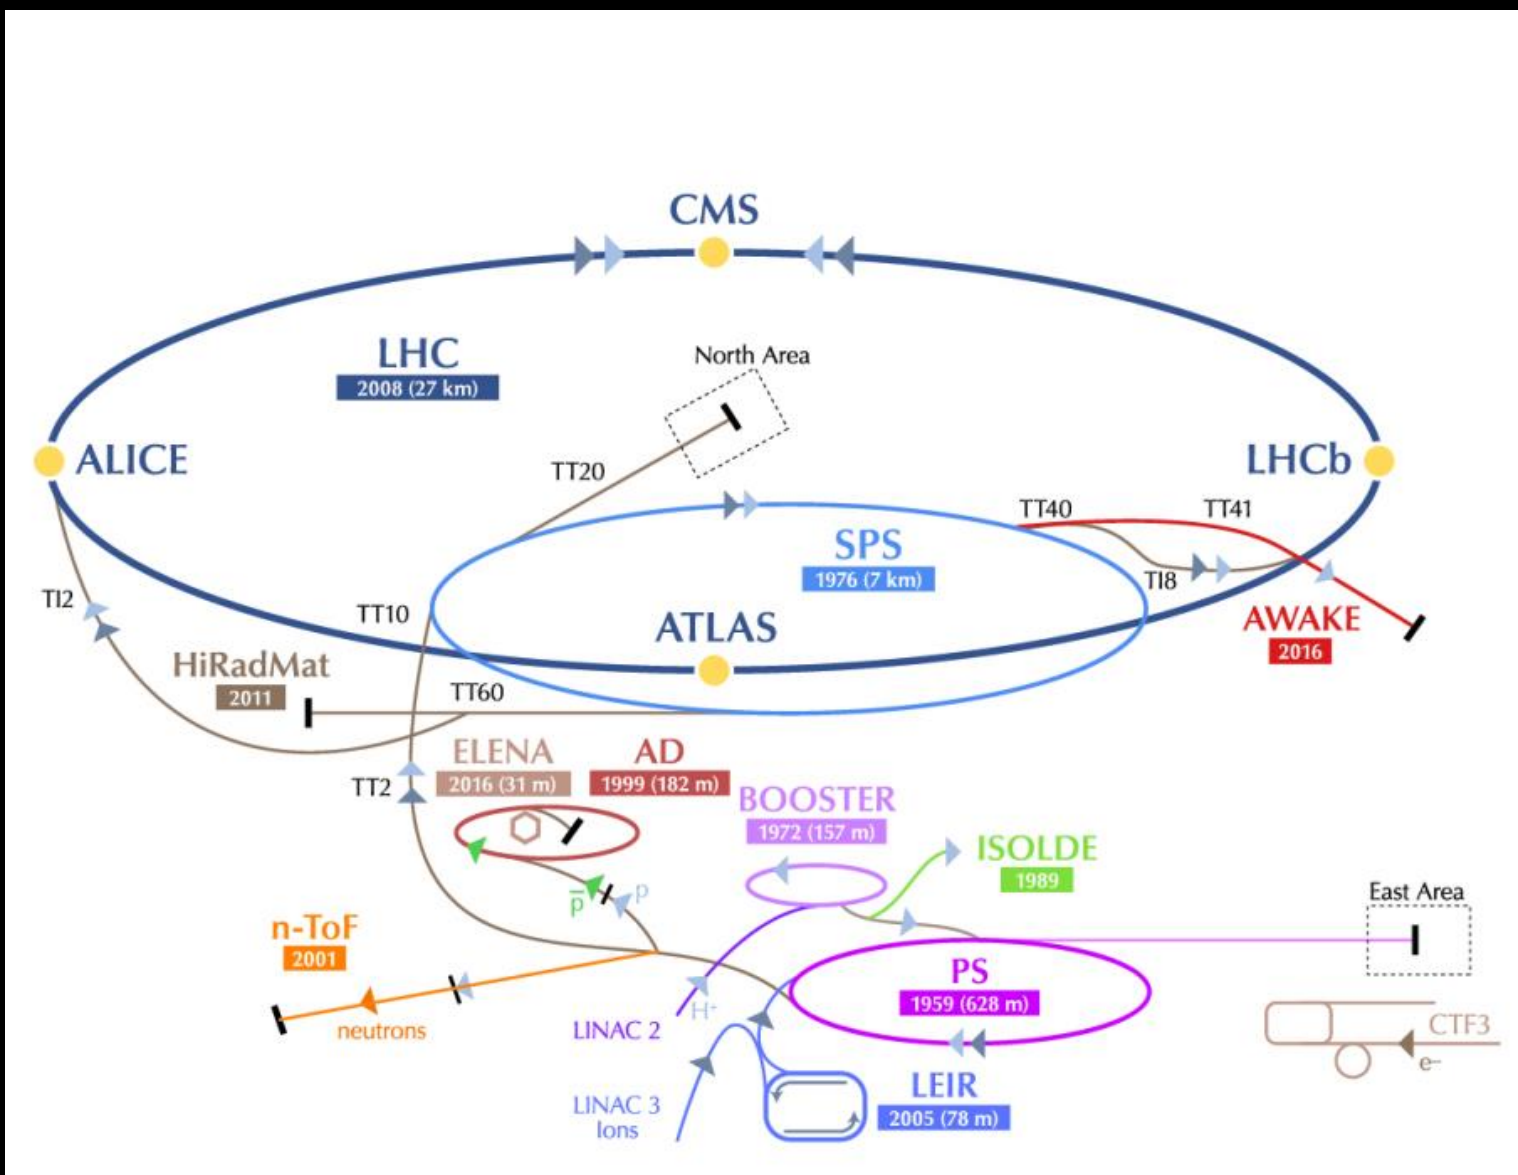 CMS
LHC
2008 (27 km)
North Area
ALICE
TT20
LHCb
TT40
TT41
SPS
1976 (7 km)
TI8
TI2
TT10
ATLAS
AWAKE
2016
HiRadMat
2011
TT60
ELENA
2016 (31 m)
AD
1999 (182 m)
TT2
BOOSTER
1972 (157 m)
ISOLDE
1989
p̅
p
East Area
n-ToF
2001
PS
1959 (628 m)
neutrons
LINAC 2
H⁺
CTF3
e–
LEIR
2005 (78 m)
LINAC 3
Ions